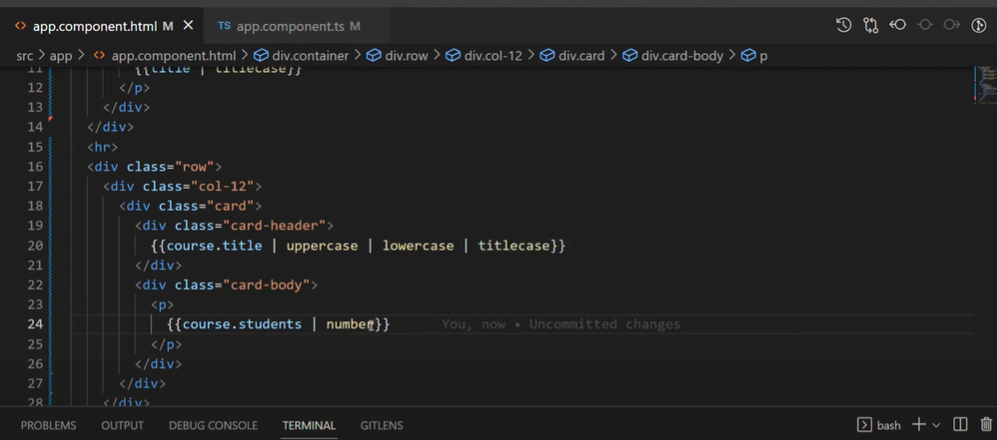 app.component.html M
TS app.component.ts M
src > app > app.component.html > div.container > div.row > div.col-12 > div.card > div.card-body > p
11 {{title | titlecase}}
12 </p>
13 </div>
14 </div>
15 <hr>
16 <div class="row">
17 <div class="col-12">
18 <div class="card">
19 <div class="card-header">
20 {{course.title | uppercase | lowercase | titlecase}}
21 </div>
22 <div class="card-body">
23 <p>
24 {{course.students | number}} You, now • Uncommitted changes
25 </p>
26 </div>
27 </div>
28 </div>
PROBLEMS OUTPUT DEBUG CONSOLE TERMINAL GITLENS bash